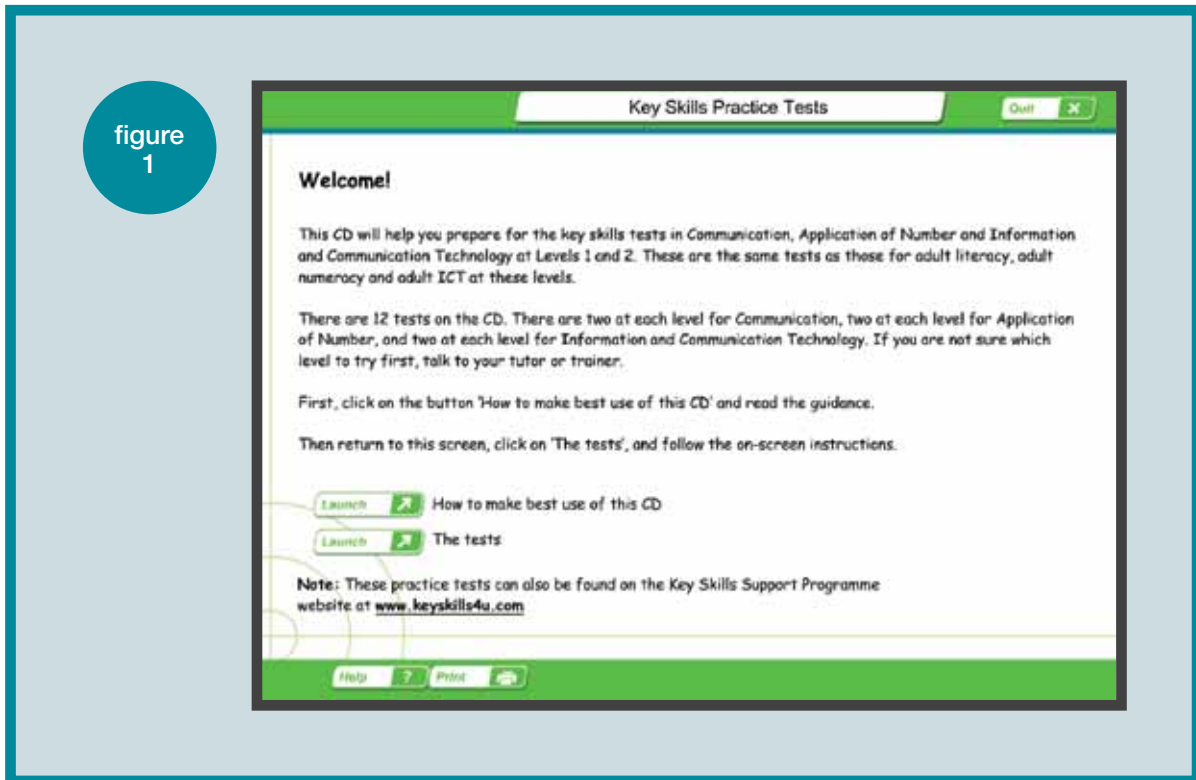 figure
1
Key Skills Practice Tests
Quit
Welcome!
This CD will help you prepare for the key skills tests in Communication, Application of Number and Information
and Communication Technology at Levels 1 and 2. These are the same tests as those for adult literacy, adult
numeracy and adult ICT at these levels.
There are 12 tests on the CD. There are two at each level for Communication, two at each level for Application
of Number, and two at each level for Information and Communication Technology. If you are not sure which
level to try first, talk to your tutor or trainer.
First, click on the button 'How to make best use of this CD' and read the guidance.
Then return to this screen, click on 'The tests', and follow the on-screen instructions.
Launch How to make best use of this CD
Launch The tests
Note: These practice tests can also be found on the Key Skills Support Programme
website at www.keyskills4u.com
Help ? Print